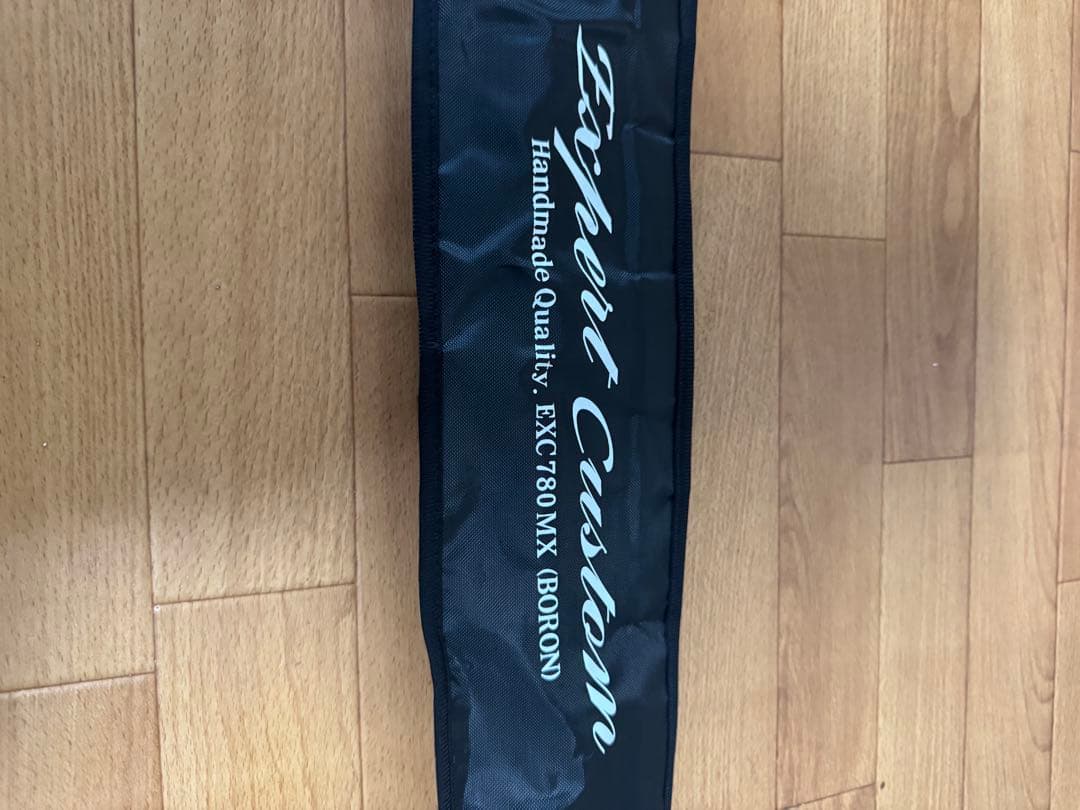 Expert Custom
Handmade Quality. EXC780MX (BORON)